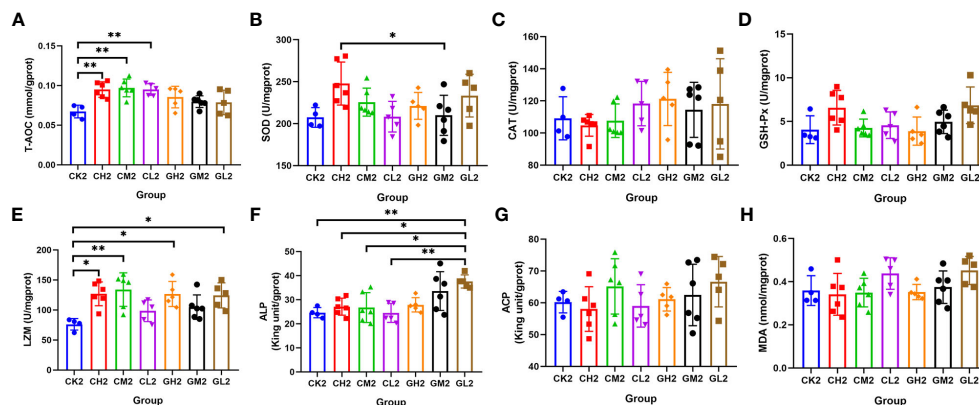 A
T-AOC (mmol/gprot)
0.15
0.10
0.05
0.00
**
**
**
CK2 CH2 CM2 CL2 GH2 GM2 GL2
Group
B
SOD (U/mgprot)
300
250
200
150
*
CK2 CH2 CM2 CL2 GH2 GM2 GL2
Group
C
CAT (U/mgprot)
160
140
120
100
80
60
CK2 CH2 CM2 CL2 GH2 GM2 GL2
Group
D
GSH-Px (U/mgprot)
15
10
5
0
CK2 CH2 CM2 CL2 GH2 GM2 GL2
Group
E
LZM (U/mgprot)
200
150
100
50
0
*
*
**
*
CK2 CH2 CM2 CL2 GH2 GM2 GL2
Group
F
ALP
(King unit/gprot)
50
40
30
20
10
0
**
*
*
**
CK2 CH2 CM2 CL2 GH2 GM2 GL2
Group
G
ACP
(King unit/gprot)
90
80
70
60
50
40
CK2 CH2 CM2 CL2 GH2 GM2 GL2
Group
H
MDA (nmol/mgprot)
0.6
0.4
0.2
0.0
CK2 CH2 CM2 CL2 GH2 GM2 GL2
Group